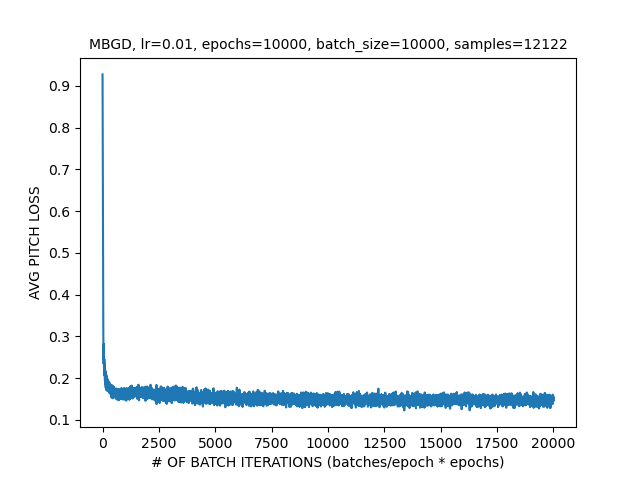 MBGD, lr=0.01, epochs=10000, batch_size=10000, samples=12122
0.9
0.8
0.7
0.6
0.5
0.4
0.3
0.2
0.1
AVG PITCH LOSS
0 2500 5000 7500 10000 12500 15000 17500 20000
# OF BATCH ITERATIONS (batches/epoch * epochs)